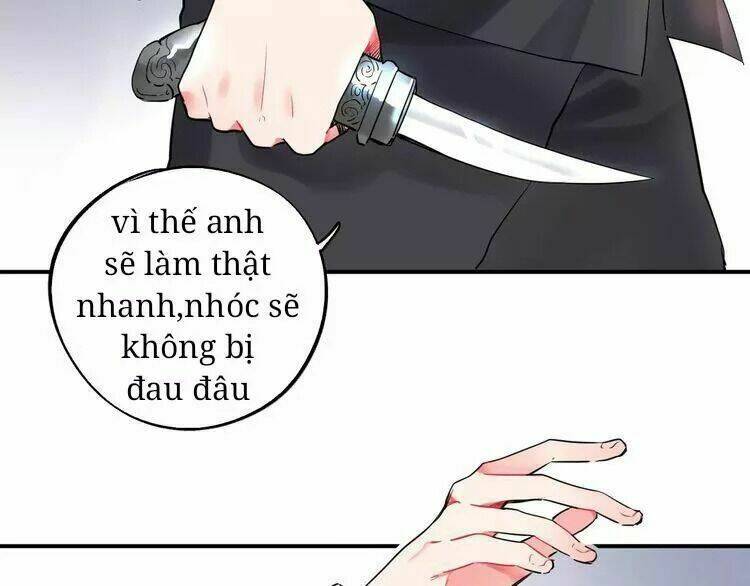 vì thế anh
sẽ làm thật
nhanh,nhóc sẽ
không bị
đau đâu